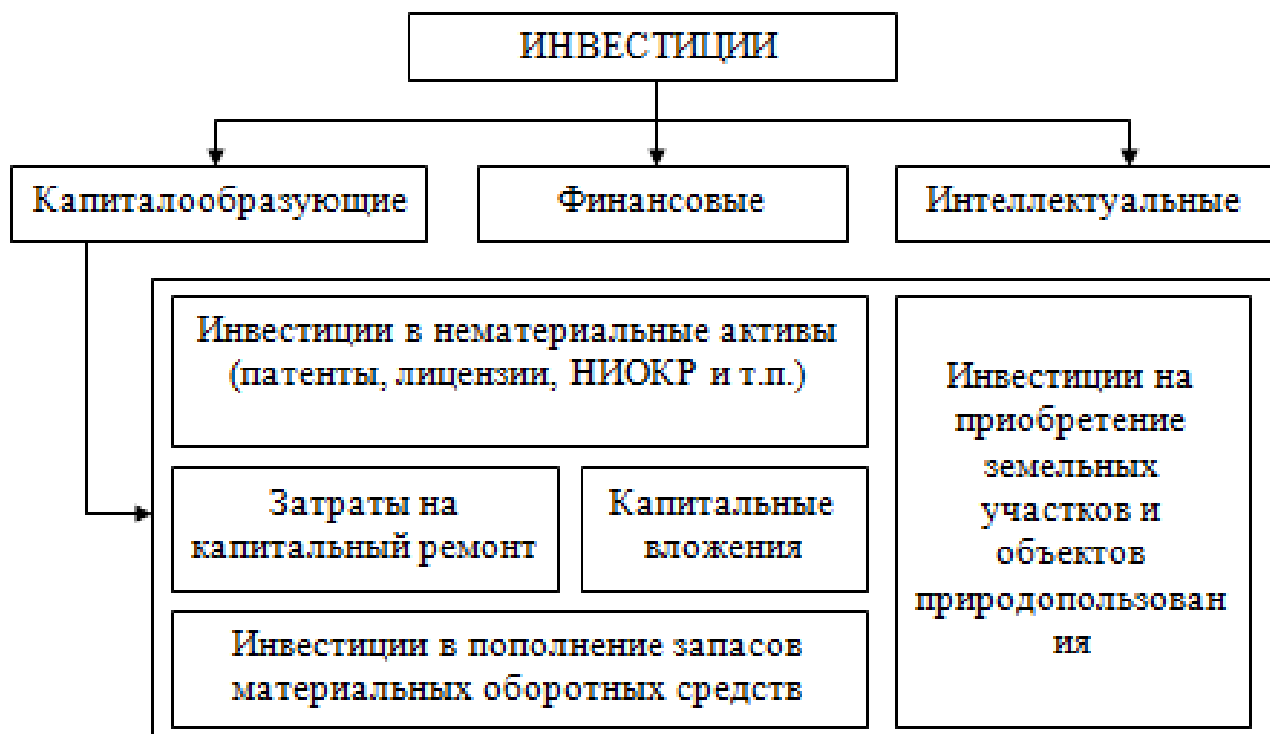 ИНВЕСТИЦИИ
Капиталообразующие
Финансовые
Интеллектуальные
Инвестиции в нематериальные активы
(патенты, лицензии, НИОКР и т.п.)
Затраты на
капитальный ремонт
Капитальные
вложения
Инвестиции в пополнение запасов
материальных оборотных средств
Инвестиции на
приобретение
земельных
участков и
объектов
природопользован
ия